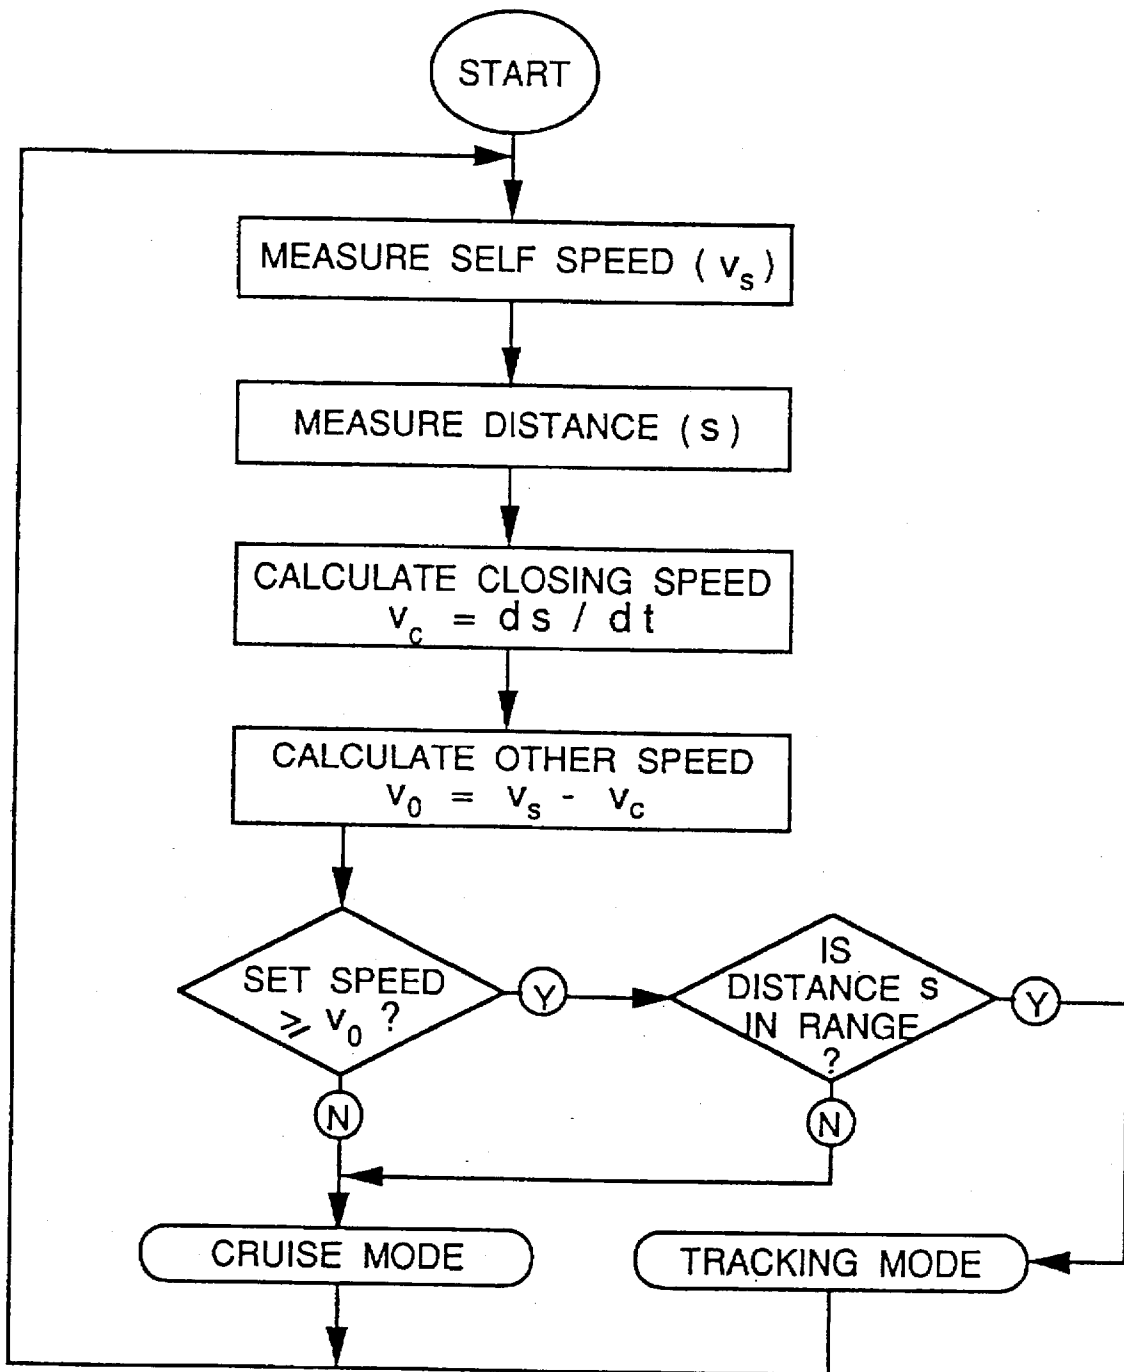 START
MEASURE SELF SPEED ( v_s )
MEASURE DISTANCE ( s )
CALCULATE CLOSING SPEED
v_c = d s / d t
CALCULATE OTHER SPEED
v_0 = v_s - v_c
SET SPEED
⩾ v_0 ?
Y
IS
DISTANCE s
IN RANGE
?
Y
N
N
CRUISE MODE
TRACKING MODE